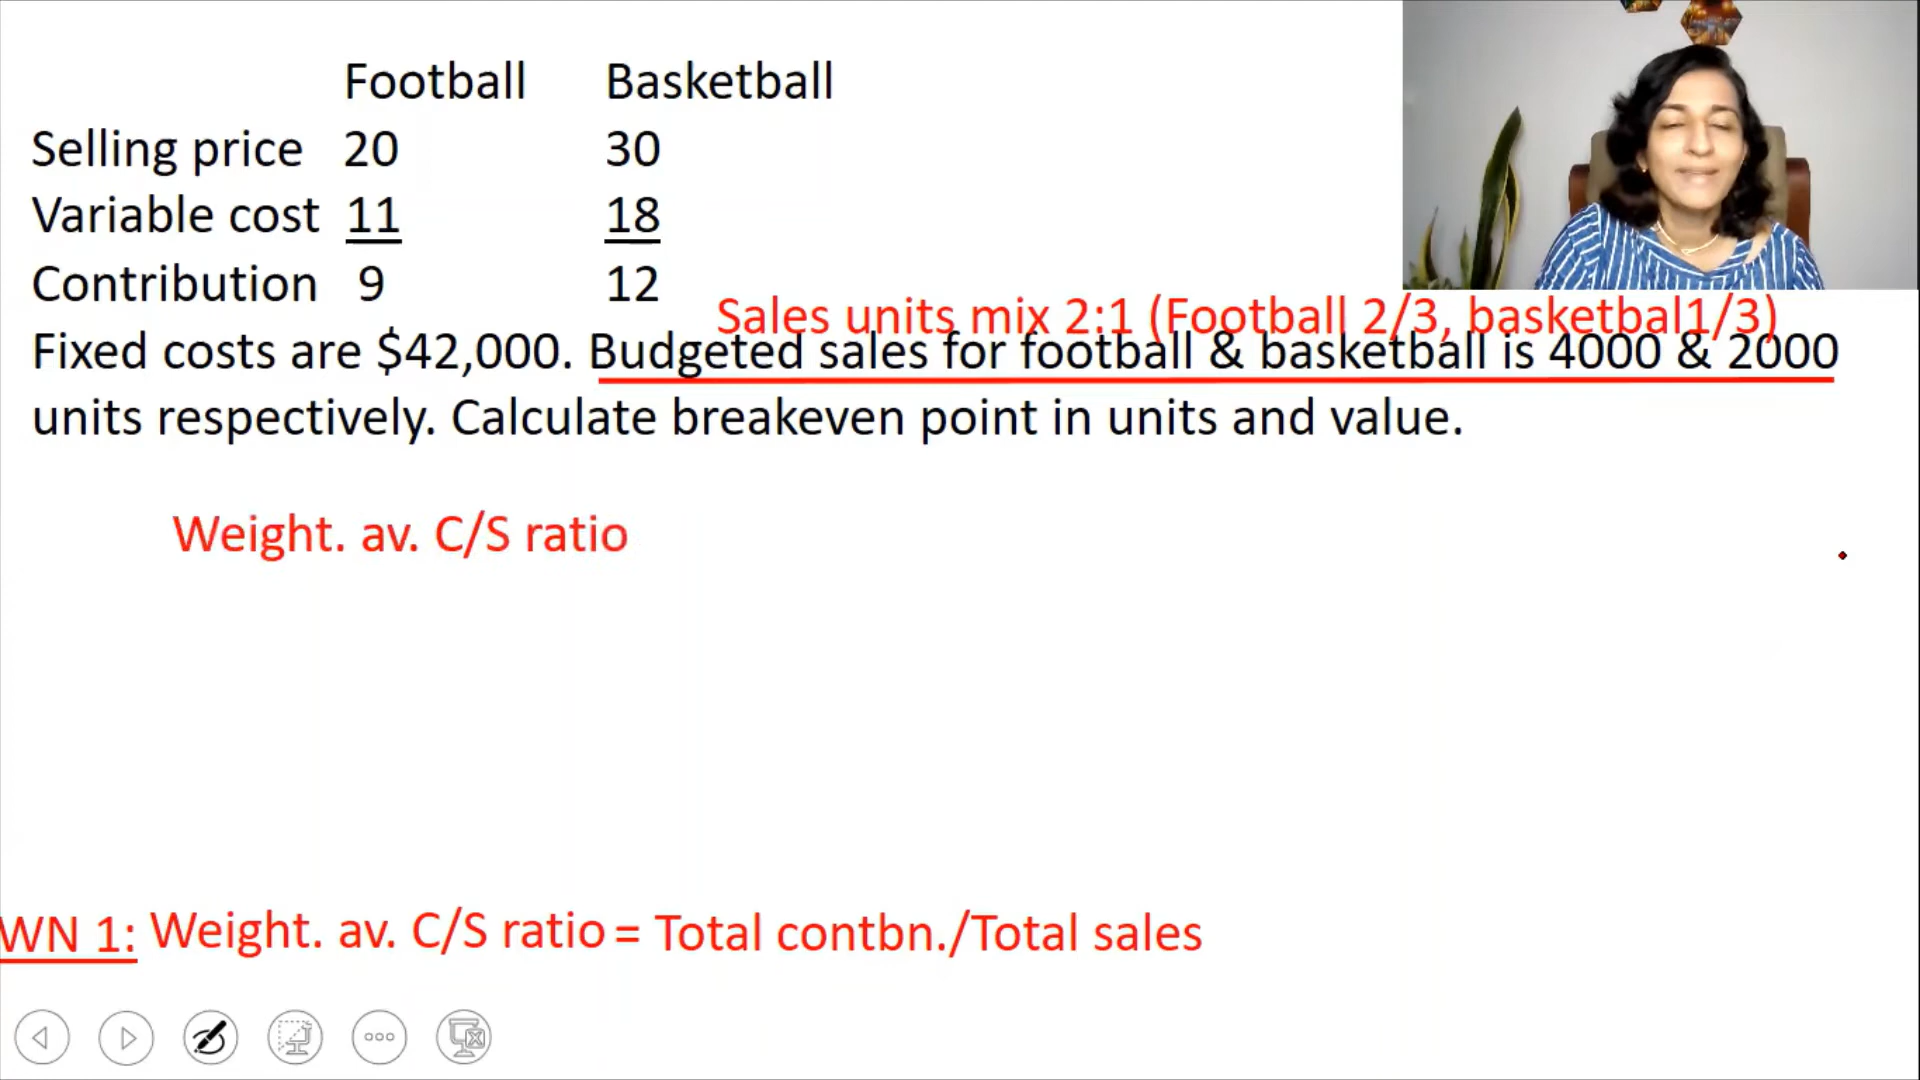 Football Basketball
Selling price 20 30
Variable cost 11 18
Contribution 9 12
Sales units mix 2:1 (Football 2/3, basketbal1/3)
Fixed costs are $42,000. Budgeted sales for football & basketball is 4000 & 2000
units respectively. Calculate breakeven point in units and value.
Weight. av. C/S ratio
WN 1: Weight. av. C/S ratio = Total contbn./Total sales